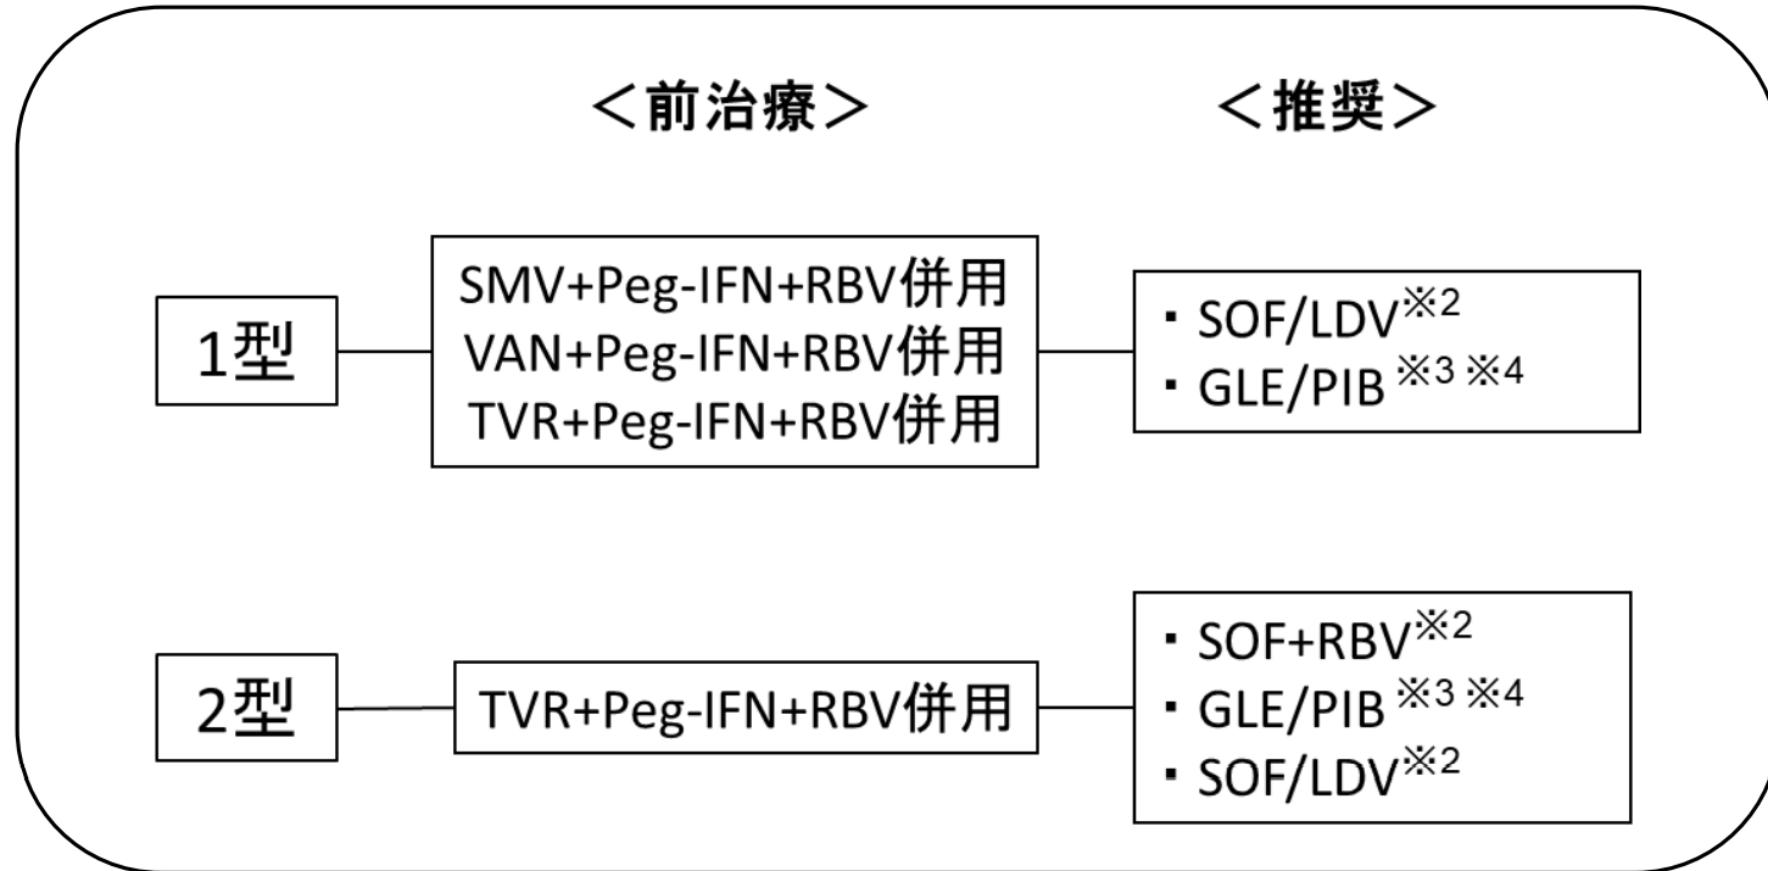 ＜前治療＞ ＜推奨＞
1型
SMV+Peg-IFN+RBV併用
VAN+Peg-IFN+RBV併用
TVR+Peg-IFN+RBV併用
・SOF/LDV※2
・GLE/PIB ※3 ※4
2型
TVR+Peg-IFN+RBV併用
・SOF+RBV※2
・GLE/PIB ※3 ※4
・SOF/LDV※2